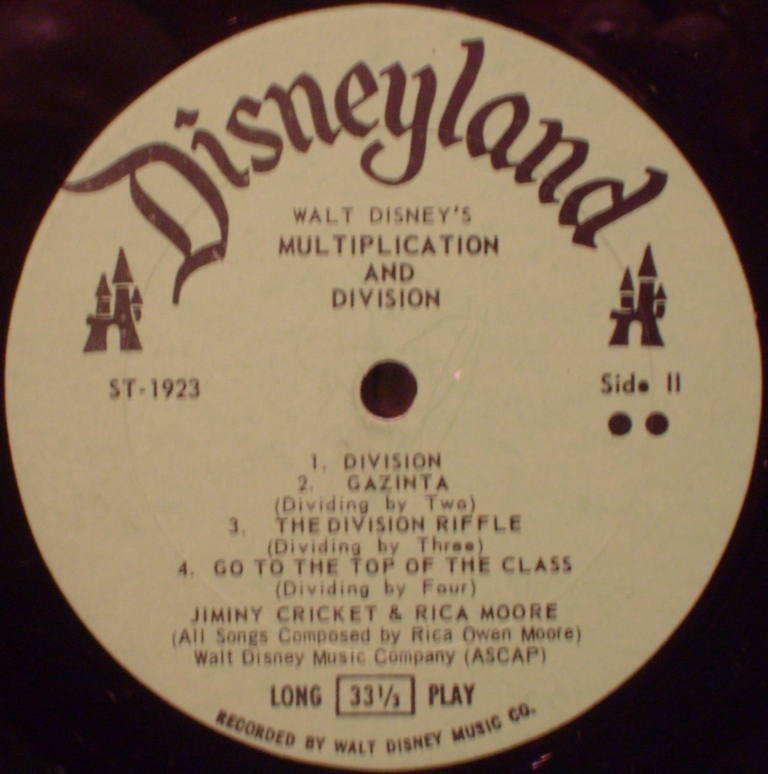 Disneyland
WALT DISNEY'S
MULTIPLICATION
AND
DIVISION
ST-1923
Side II
1. DIVISION
2. GAZINTA
(Dividing by Two)
3. THE DIVISION RIFFLE
(Dividing by Three)
4. GO TO THE TOP OF THE CLASS
(Dividing by Four)
JIMINY CRICKET & RICA MOORE
(All Songs Composed by Rica Owen Moore)
Walt Disney Music Company (ASCAP)
LONG 33⅓ PLAY
RECORDED BY WALT DISNEY MUSIC CO.